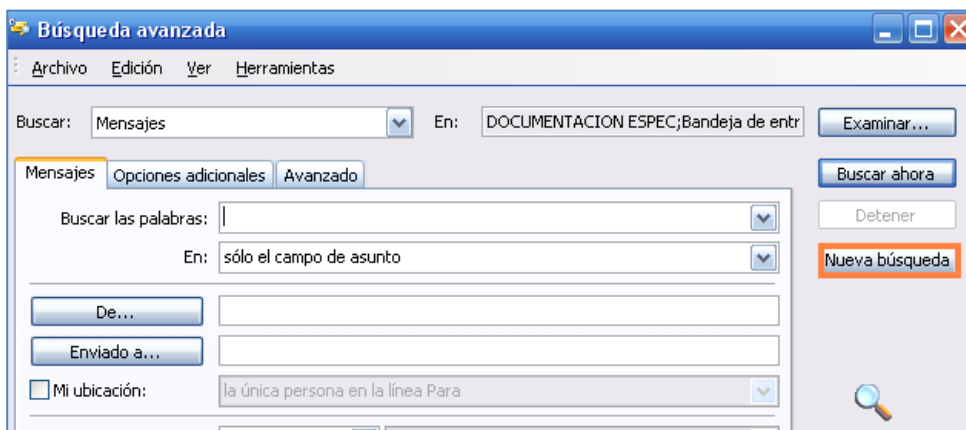 Búsqueda avanzada
Archivo Edición Ver Herramientas
Buscar: Mensajes En: DOCUMENTACION ESPEC;Bandeja de entr Examinar...
Mensajes Opciones adicionales Avanzado Buscar ahora
Buscar las palabras: Detener
En: sólo el campo de asunto Nueva búsqueda
De...
Enviado a...
Mi ubicación: la única persona en la línea Para